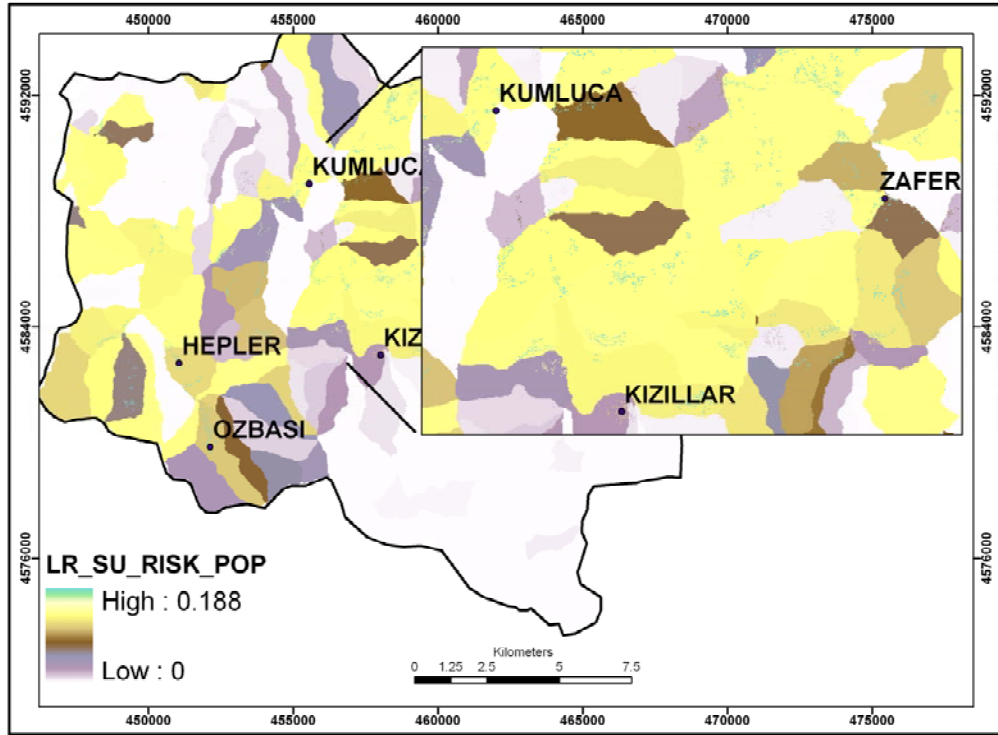 450000 455000 460000 465000 470000 475000
4592000
4592000
KUMLUCA
KUMLUCA
ZAFER
4584000
4584000
HEPLER
KIZ
KIZILLAR
OZBASI
4576000
4576000
LR_SU_RISK_POP
High : 0.188
Low : 0
Kilometers
0 1.25 2.5 5 7.5
450000 455000 460000 465000 470000 475000